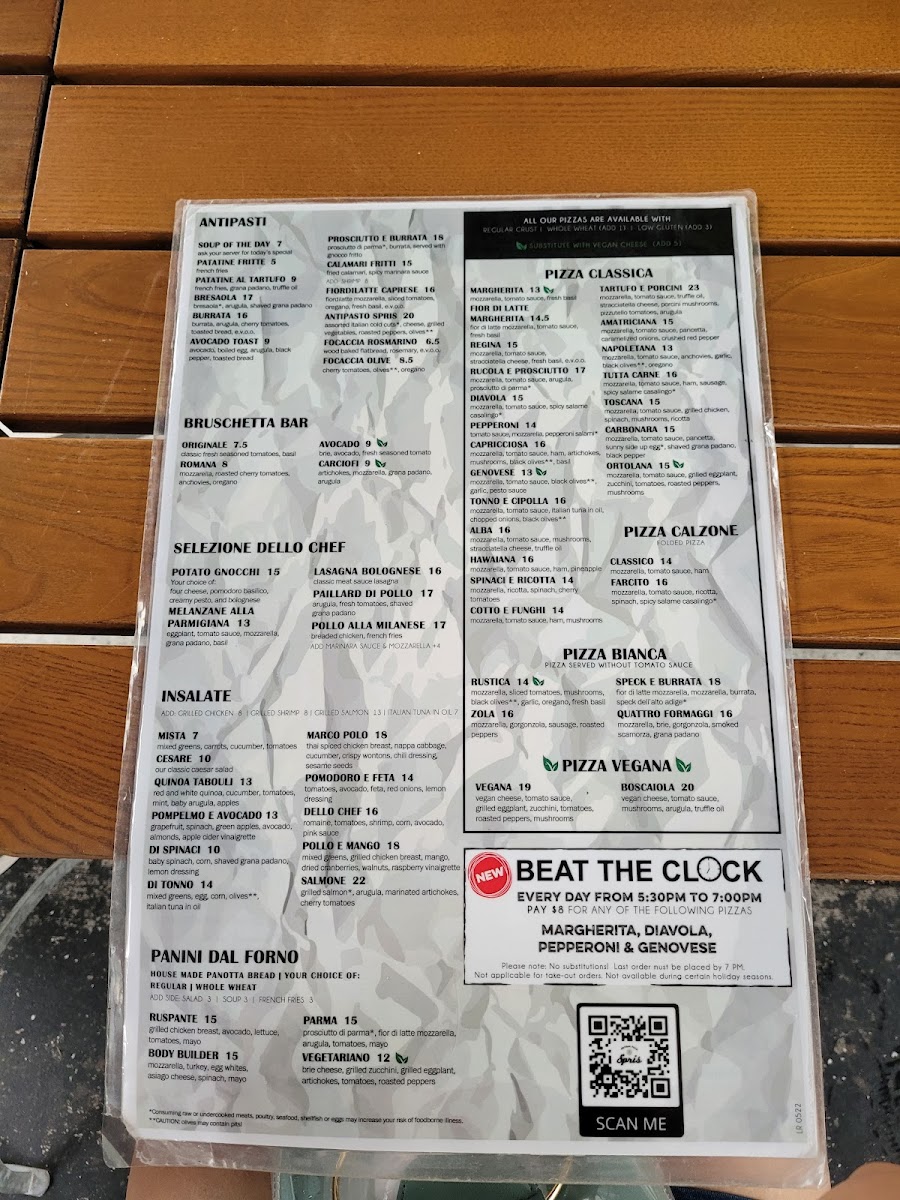 ANTIPASTI
SOUP OF THE DAY 7
ask your server for today's special
PATATINE FRITTE 5
french fries
PATATINE AL TARTUFO 9
french fries, grana padano, truffle oil
BRESAOLA 17
bresaola*, arugula, shaved grana padano
BURRATA 16
burrata, arugula, cherry tomatoes,
toasted bread, e.v.o.o.
AVOCADO TOAST 9
avocado, boiled egg, arugula, black
pepper, toasted bread
PROSCIUTTO E BURRATA 18
prosciutto di parma*, burrata, served with
gnocco fritto
CALAMARI FRITTI 15
fried calamari, spicy marinara sauce
ADD SHRIMP 8
FIORDILATTE CAPRESE 16
fiordilatte mozzarella, sliced tomatoes,
oregano, fresh basil, e.v.o.o.
ANTIPASTO SPRIS 20
assorted italian cold cuts*, cheese, grilled
vegetables, roasted peppers, olives**
FOCACCIA ROSMARINO 6.5
wood baked flatbread, rosemary, e.v.o.o.
FOCACCIA OLIVE 8.5
cherry tomatoes, olives**, oregano
BRUSCHETTA BAR
ORIGINALE 7.5
classic fresh seasoned tomatoes, basil
ROMANA 8
mozzarella, roasted cherry tomatoes,
anchovies, oregano
AVOCADO 9
brie, avocado, fresh seasoned tomato
CARCIOFI 9
artichokes, mozzarella, grana padano,
arugula
SELEZIONE DELLO CHEF
POTATO GNOCCHI 15
Your choice of:
four cheese, pomodoro basilico,
creamy pesto, and bolognese
MELANZANE ALLA
PARMIGIANA 13
eggplant, tomato sauce, mozzarella,
grana padano, basil
LASAGNA BOLOGNESE 16
classic meat sauce lasagna
PAILLARD DI POLLO 17
arugula, fresh tomatoes, shaved
grana padano
POLLO ALLA MILANESE 17
breaded chicken, french fries
ADD MARINARA SAUCE & MOZZARELLA +4
INSALATE
ADD: GRILLED CHICKEN 8 | GRILLED SHRIMP 8 | GRILLED SALMON 13 | ITALIAN TUNA IN OIL 7
MISTA 7
mixed greens, carrots, cucumber, tomatoes
CESARE 10
our classic caesar salad
QUINOA TABOULI 13
red and white quinoa, cucumber, tomatoes,
mint, baby arugula, apples
POMPELMO E AVOCADO 13
grapefruit, spinach, green apples, avocado,
almonds, apple cider vinaigrette
DI SPINACI 10
baby spinach, corn, shaved grana padano,
lemon dressing
DI TONNO 14
mixed greens, egg, corn, olives**,
italian tuna in oil
MARCO POLO 18
thai spiced chicken breast, nappa cabbage,
cucumber, crispy wontons, chili dressing,
sesame seeds
POMODORO E FETA 14
tomatoes, avocado, feta, red onions, lemon
dressing
DELLO CHEF 16
romaine, tomatoes, shrimp, corn, avocado,
pink sauce
POLLO E MANGO 18
mixed greens, grilled chicken breast, mango,
dried cranberries, walnuts, raspberry vinaigrette
SALMONE 22
grilled salmon*, arugula, marinated artichokes,
cherry tomatoes
PANINI DAL FORNO
HOUSE MADE PANOTTA BREAD | YOUR CHOICE OF:
REGULAR | WHOLE WHEAT
ADD SIDE: SALAD 3 | SOUP 3 | FRENCH FRIES 3
RUSPANTE 15
grilled chicken breast, avocado, lettuce,
tomatoes, mayo
BODY BUILDER 15
mozzarella, turkey, egg whites,
asiago cheese, spinach, mayo
PARMA 15
prosciutto di parma*, fior di latte mozzarella,
arugula, tomatoes, mayo
VEGETARIANO 12
brie cheese, grilled zucchini, grilled eggplant,
artichokes, tomatoes, roasted peppers
*Consuming raw or undercooked meats, poultry, seafood, shellfish or eggs may increase your risk of foodborne illness.
**CAUTION: olives may contain pits!
ALL OUR PIZZAS ARE AVAILABLE WITH
REGULAR CRUST | WHOLE WHEAT (ADD 1) | LOW GLUTEN (ADD 3)
SUBSTITUTE WITH VEGAN CHEESE (ADD 5)
PIZZA CLASSICA
MARGHERITA 13
mozzarella, tomato sauce, fresh basil
FIOR DI LATTE
MARGHERITA 14.5
fior di latte mozzarella, tomato sauce,
fresh basil
REGINA 15
mozzarella, tomato sauce,
stracciatella cheese, fresh basil, e.v.o.o.
RUCOLA E PROSCIUTTO 17
mozzarella, tomato sauce, arugula,
prosciutto di parma*
DIAVOLA 15
mozzarella, tomato sauce, spicy salame
casalingo*
PEPPERONI 14
tomato sauce, mozzarella, pepperoni salami*
CAPRICCIOSA 16
mozzarella, tomato sauce, ham, artichokes,
mushrooms, black olives**, basil
GENOVESE 13
mozzarella, tomato sauce, black olives**,
garlic, pesto sauce
TONNO E CIPOLLA 16
mozzarella, tomato sauce, italian tuna in oil,
chopped onions, black olives**
ALBA 16
mozzarella, tomato sauce, mushrooms,
stracciatella cheese, truffle oil
HAWAIANA 16
mozzarella, tomato sauce, ham, pineapple
SPINACI E RICOTTA 14
mozzarella, ricotta, spinach, cherry
tomatoes
COTTO E FUNGHI 14
mozzarella, tomato sauce, ham, mushrooms
TARTUFO E PORCINI 23
mozzarella, tomato sauce, truffle oil,
stracciatella cheese, porcini mushrooms,
pizzutello tomatoes, arugula
AMATRICIANA 15
mozzarella, tomato sauce, pancetta,
caramelized onions, crushed red pepper
NAPOLETANA 13
mozzarella, tomato sauce, anchovies, garlic,
black olives**, oregano
TUTTA CARNE 16
mozzarella, tomato sauce, ham, sausage,
spicy salame casalingo*
TOSCANA 15
mozzarella, tomato sauce, grilled chicken,
spinach, mushrooms, ricotta
CARBONARA 15
mozzarella, tomato sauce, pancetta,
sunny side up egg*, shaved grana padano,
black pepper
ORTOLANA 15
mozzarella, tomato sauce, grilled eggplant,
zucchini, tomatoes, roasted peppers,
mushrooms
PIZZA CALZONE
FOLDED PIZZA
CLASSICO 14
mozzarella, tomato sauce, ham
FARCITO 16
mozzarella, tomato sauce, ricotta,
spinach, spicy salame casalingo*
PIZZA BIANCA
PIZZA SERVED WITHOUT TOMATO SAUCE
RUSTICA 14
mozzarella, sliced tomatoes, mushrooms,
black olives**, garlic, oregano, fresh basil
ZOLA 16
mozzarella, gorgonzola, sausage, roasted
peppers
SPECK E BURRATA 18
fior di latte mozzarella, mozzarella, burrata,
speck dell'alto adige*
QUATTRO FORMAGGI 16
mozzarella, brie, gorgonzola, smoked
scamorza, grana padano
PIZZA VEGANA
VEGANA 19
vegan cheese, tomato sauce,
grilled eggplant, zucchini, tomatoes,
roasted peppers, mushrooms
BOSCAIOLA 20
vegan cheese, tomato sauce,
mushrooms, arugula, truffle oil
NEW
BEAT THE CLOCK
EVERY DAY FROM 5:30PM TO 7:00PM
PAY $8 FOR ANY OF THE FOLLOWING PIZZAS
MARGHERITA, DIAVOLA,
PEPPERONI & GENOVESE
Please note: No substitutions! Last order must be placed by 7 PM.
Not applicable for take-out orders. Not available during certain holiday seasons.
Spris
SCAN ME
LR 0522